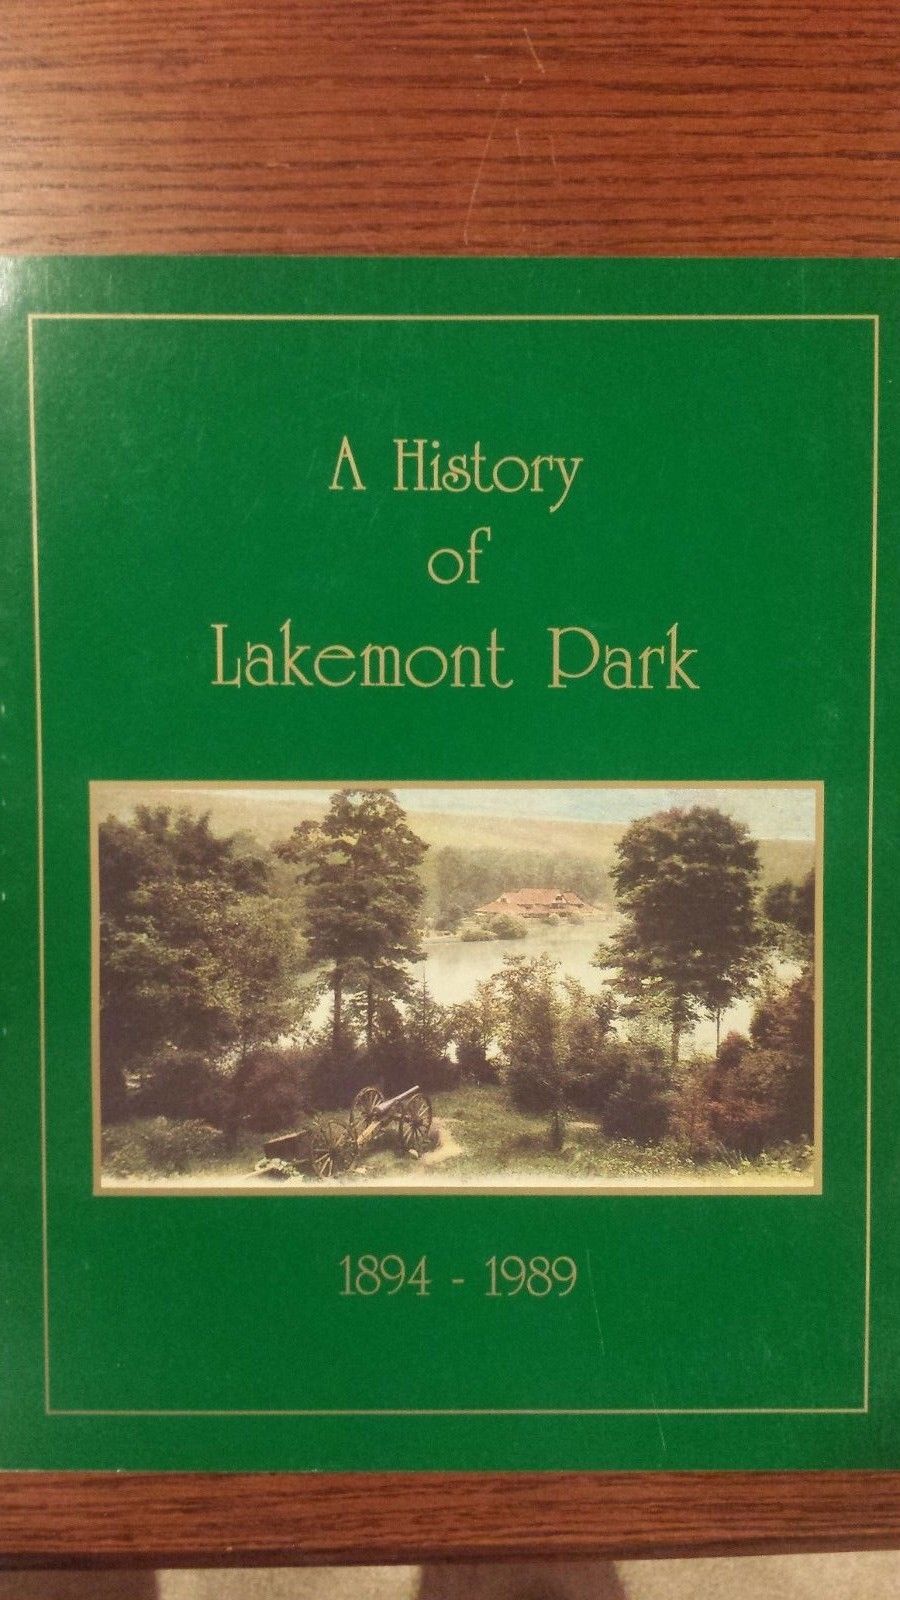 A History
of
Lakemont Park
1894 - 1989